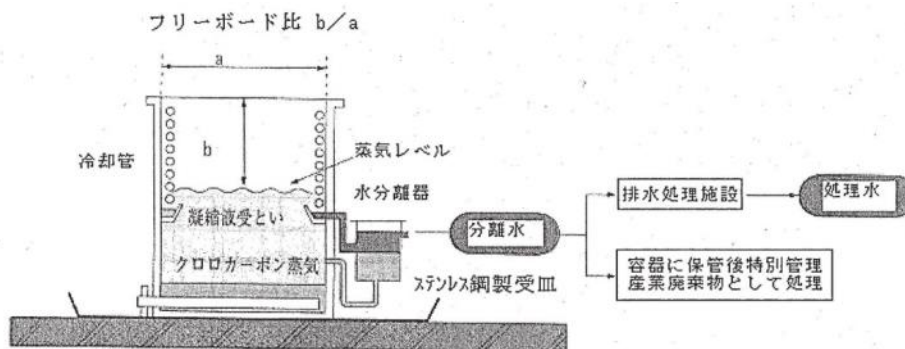 フリーボード比 b/a
a
b
冷却管
蒸気レベル
水分離器
凝縮液受とい
クロロカーボン蒸気
ステンレス鋼製受皿
分離水
排水処理施設
処理水
容器に保管後特別管理
産業廃棄物として処理